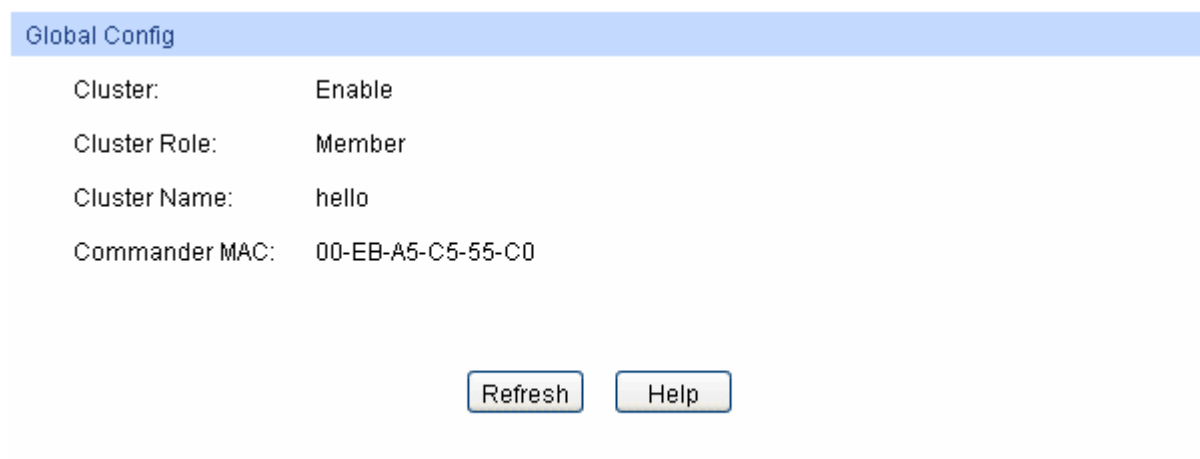 Global Config
Cluster: Enable
Cluster Role: Member
Cluster Name: hello
Commander MAC: 00-EB-A5-C5-55-C0
Refresh Help